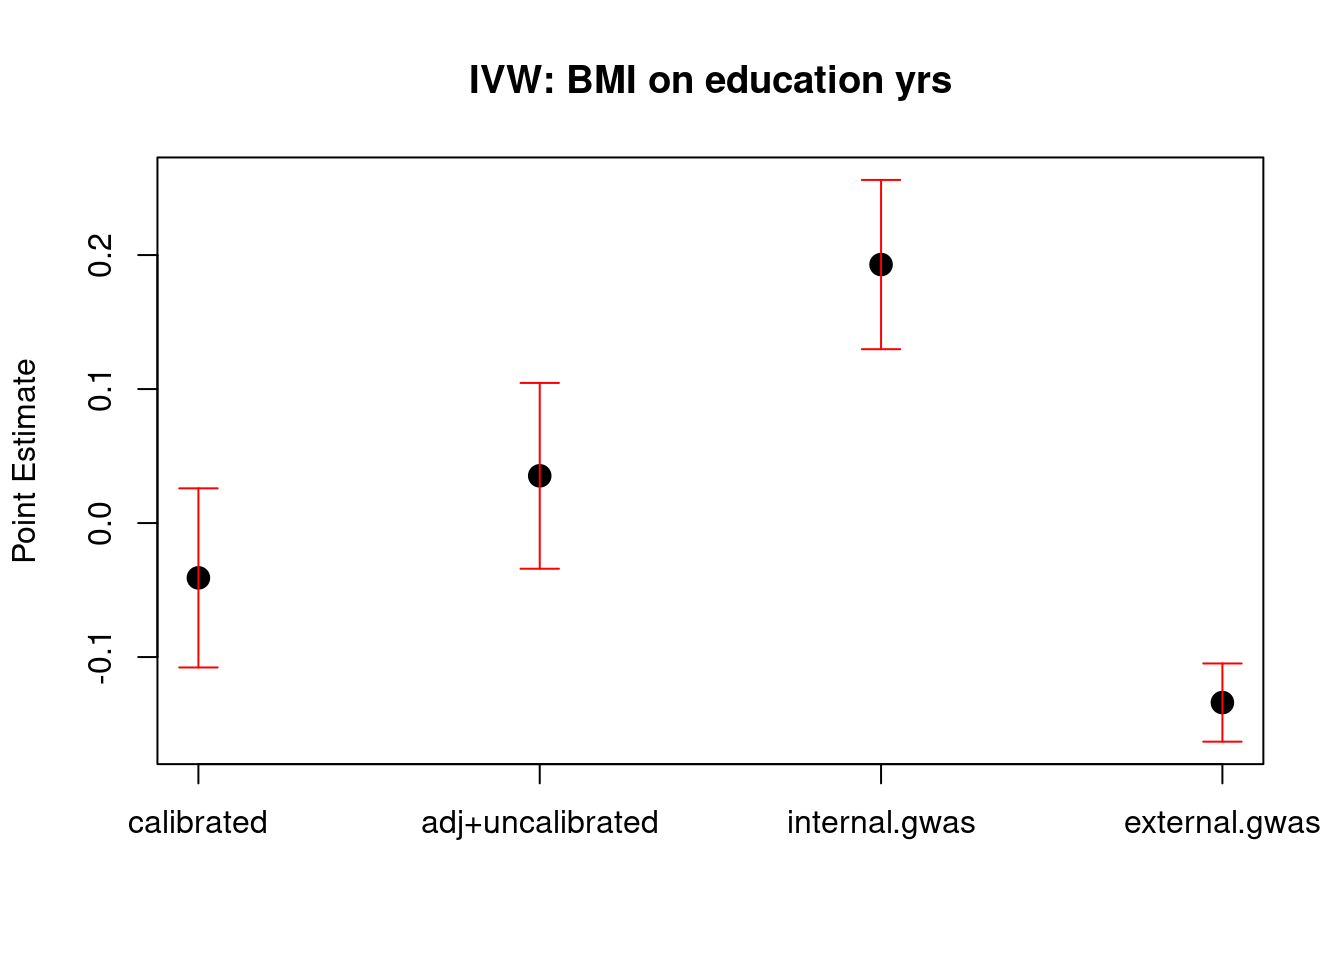 IVW: BMI on education yrs
Point Estimate
0.2
0.1
0.0
-0.1
calibrated
adj+uncalibrated
internal.gwas
external.gwas